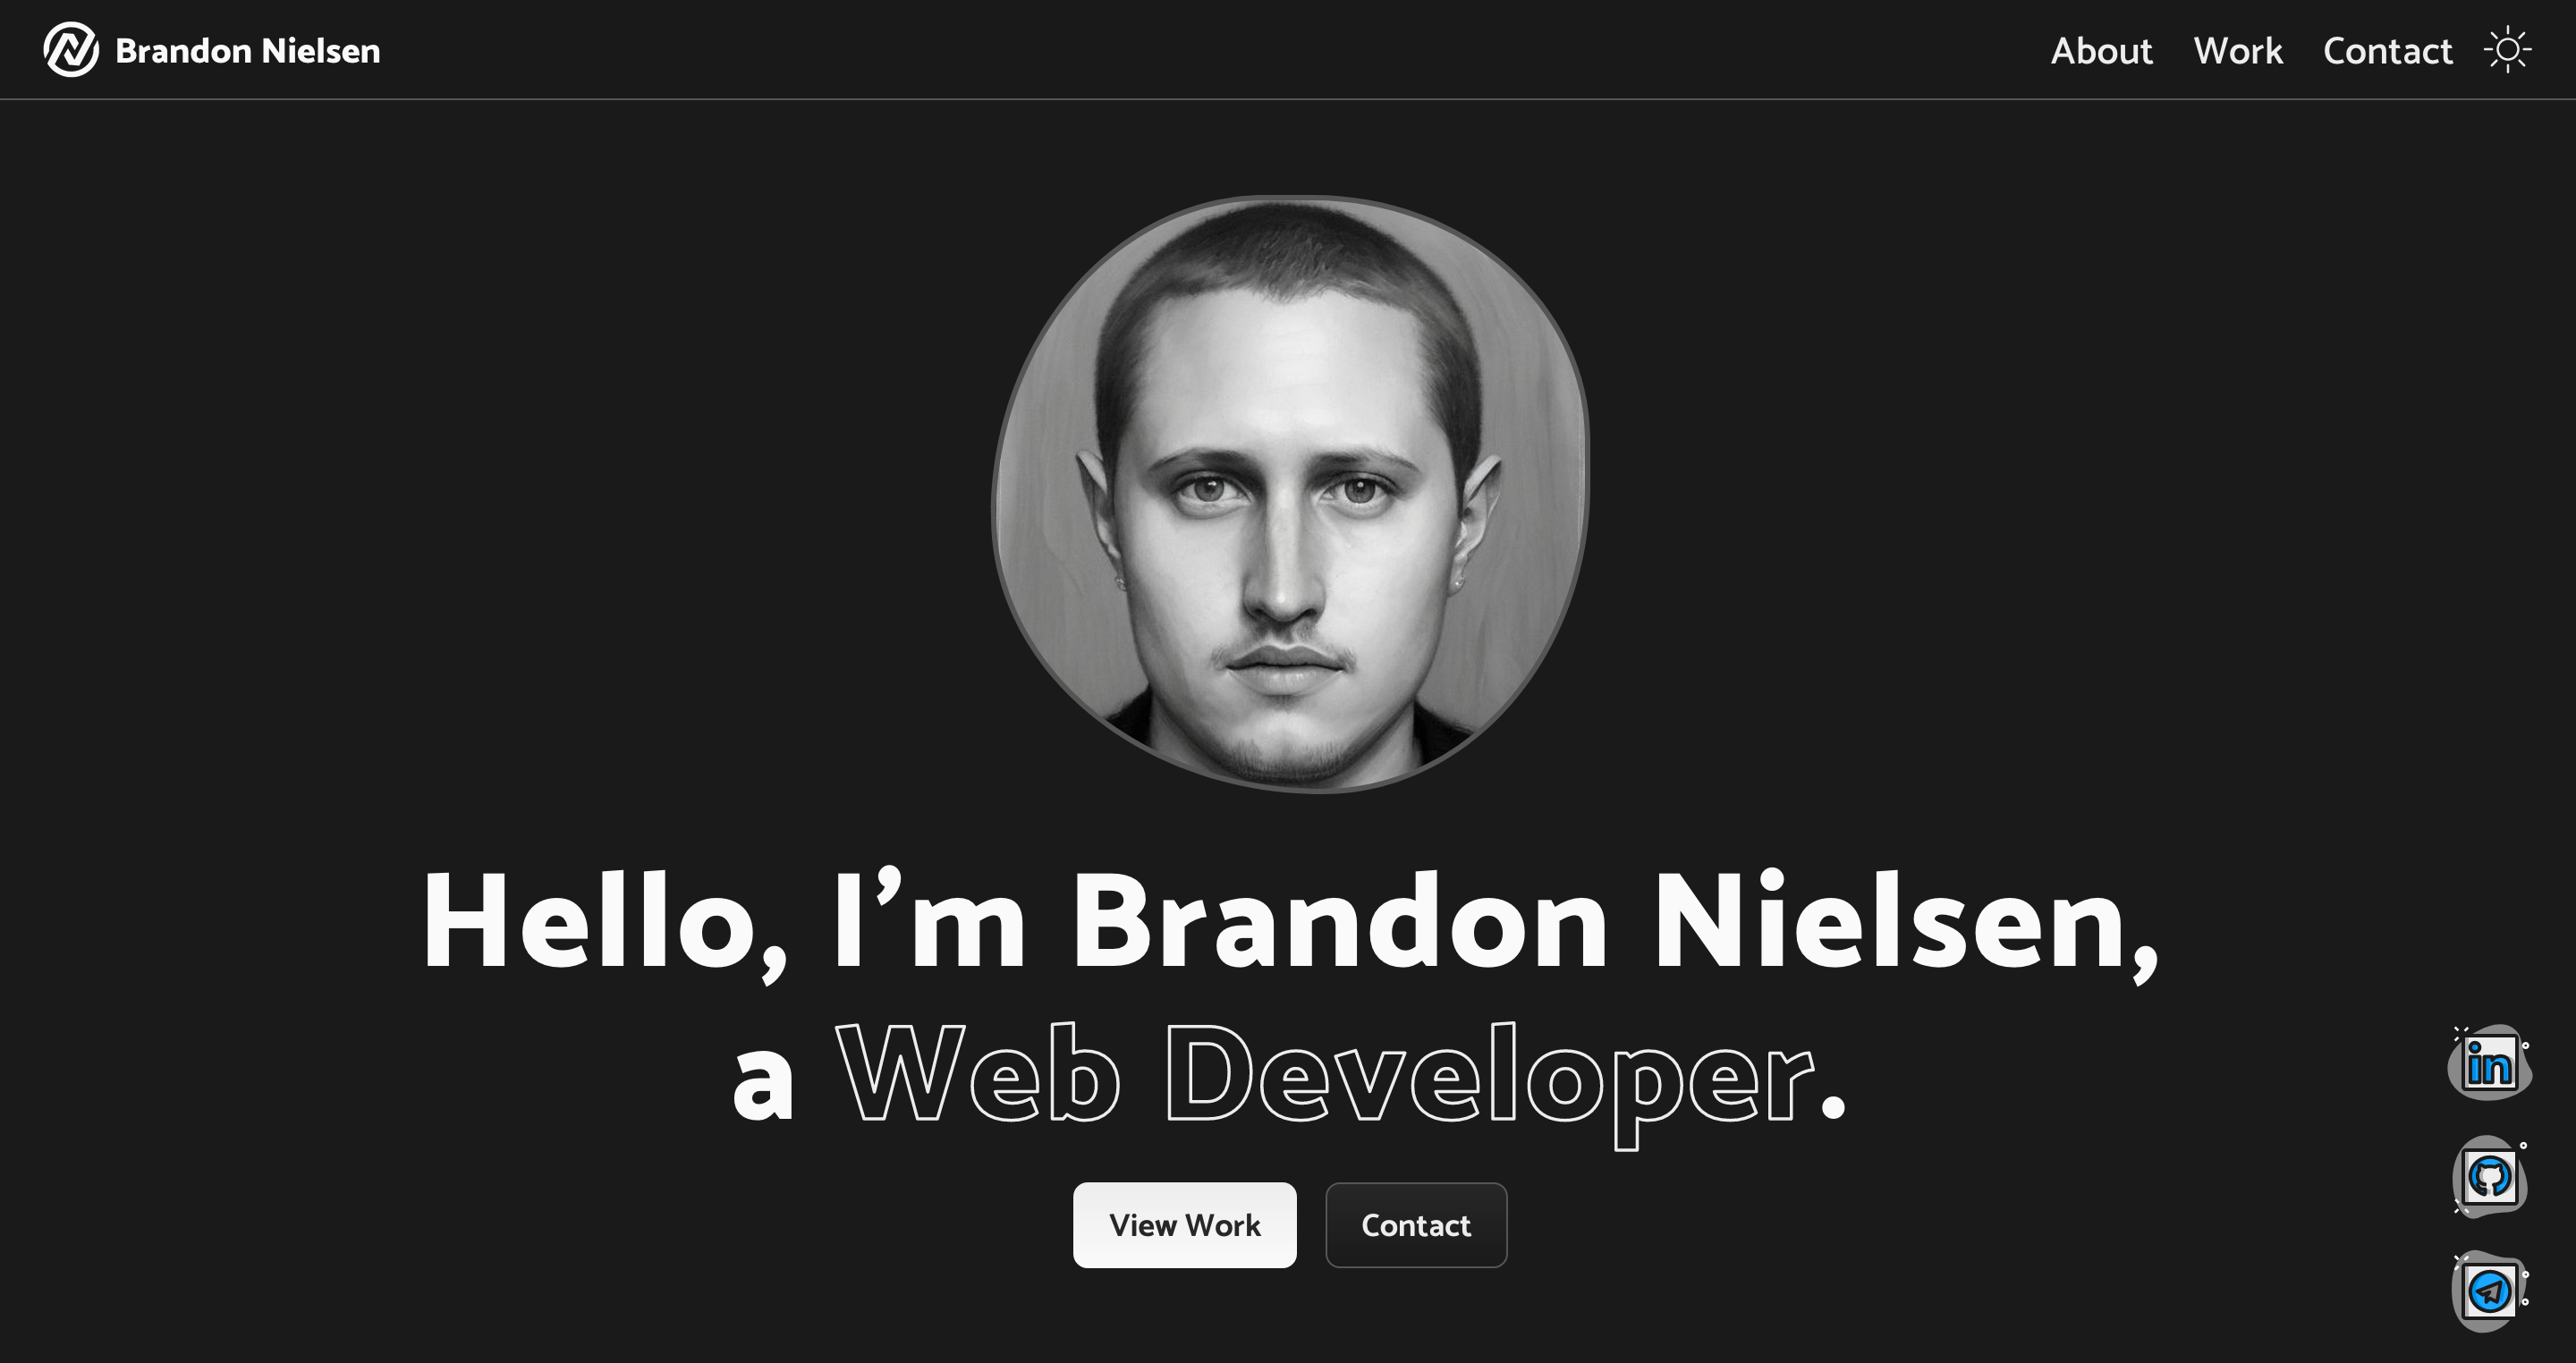 Brandon Nielsen
About Work Contact
Hello, I’m Brandon Nielsen,
a Web Developer.
View Work
Contact
in